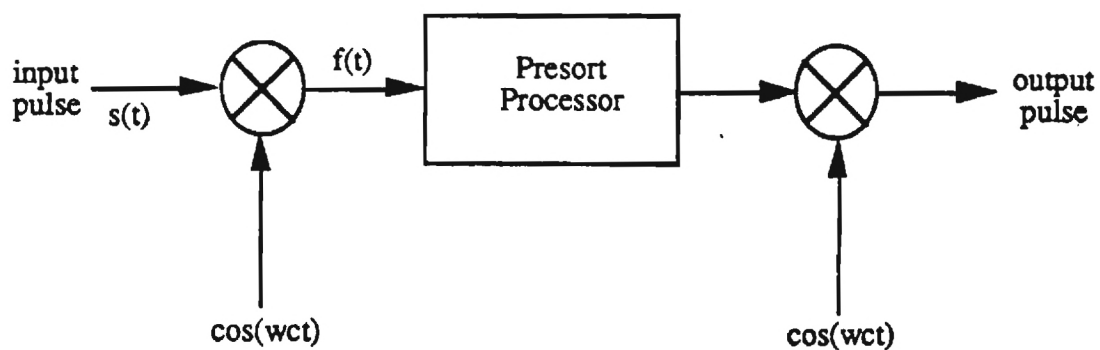 input
pulse
s(t)
f(t)
Presort
Processor
output
pulse
cos(wct)
cos(wct)